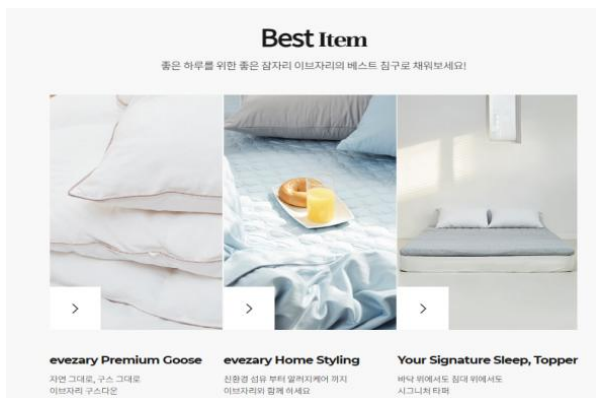 Best Item
좋은 하루를 위한 좋은 잠자리 이브자리의 베스트 침구로 채워보세요!
evezary Premium Goose
자연 그대로, 구스 그대로
이브자리 구스다운
evezary Home Styling
친환경 섬유 부터 알러지케어 까지
이브자리와 함께 하세요
Your Signature Sleep, Topper
바닥 위에서도 침대 위에서도
시그니처 타퍼